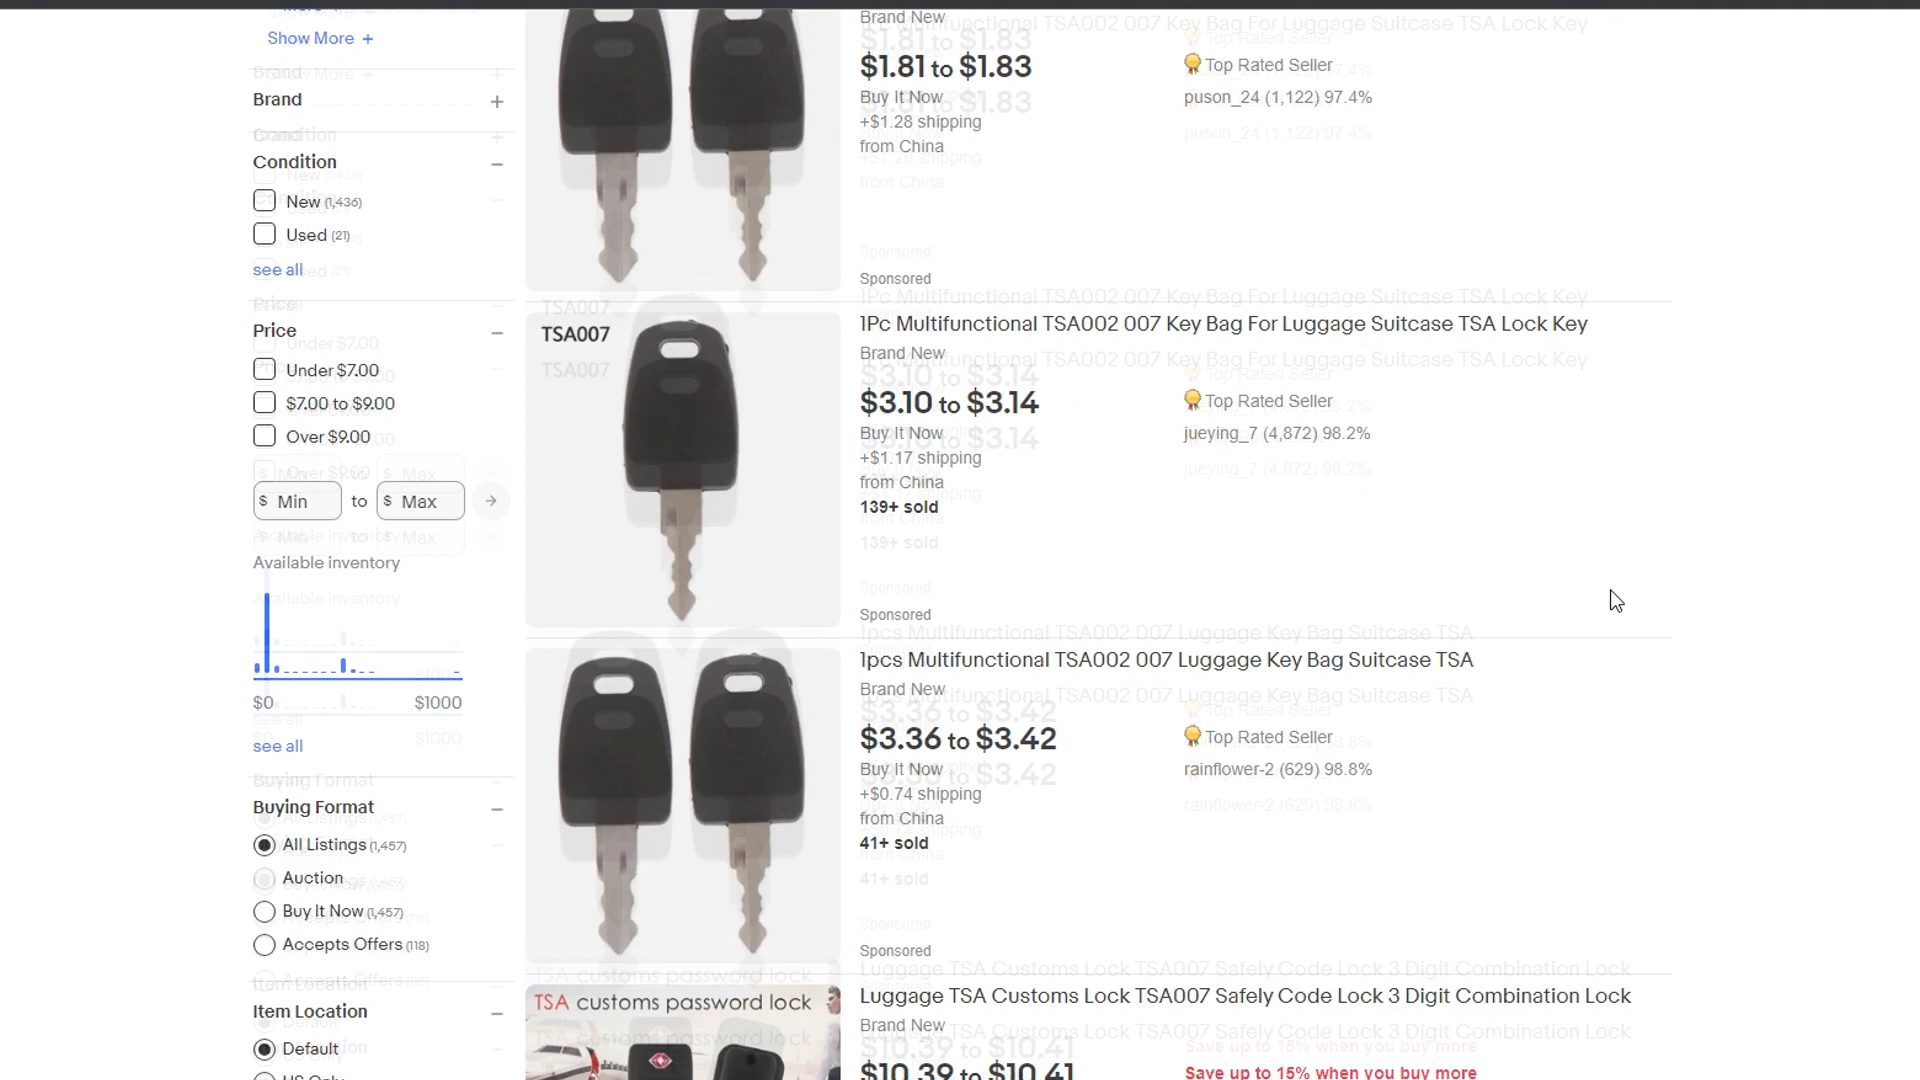 Show More +
Brand
Condition
New (1,436)
Used (21)
see all
Price
Under $7.00
$7.00 to $9.00
Over $9.00
$ Min to $ Max
Available inventory
$0 $1000
see all
Buying Format
All Listings (1,457)
Auction
Buy It Now (1,457)
Accepts Offers (118)
Item Location
Default
Brand New
$1.81 to $1.83
Buy It Now
+$1.28 shipping
from China
Top Rated Seller
puson_24 (1,122) 97.4%
Sponsored
TSA007
1Pc Multifunctional TSA002 007 Key Bag For Luggage Suitcase TSA Lock Key
Brand New
$3.10 to $3.14
Buy It Now
+$1.17 shipping
from China
139+ sold
Top Rated Seller
jueying_7 (4,872) 98.2%
Sponsored
1pcs Multifunctional TSA002 007 Luggage Key Bag Suitcase TSA
Brand New
$3.36 to $3.42
Buy It Now
+$0.74 shipping
from China
41+ sold
Top Rated Seller
rainflower-2 (629) 98.8%
Sponsored
TSA customs password lock
Luggage TSA Customs Lock TSA007 Safely Code Lock 3 Digit Combination Lock
Brand New
$10.39 to $10.41
Save up to 15% when you buy more